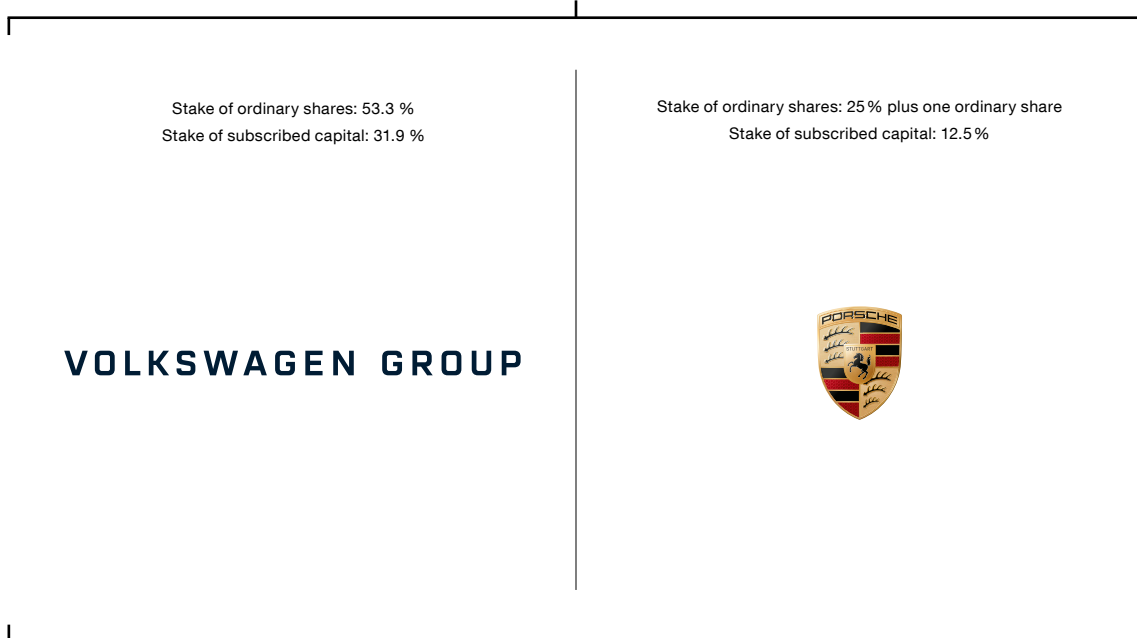 Stake of ordinary shares: 53.3 %
Stake of subscribed capital: 31.9 %
VOLKSWAGEN GROUP
Stake of ordinary shares: 25 % plus one ordinary share
Stake of subscribed capital: 12.5 %
PORSCHE
STUTTGART